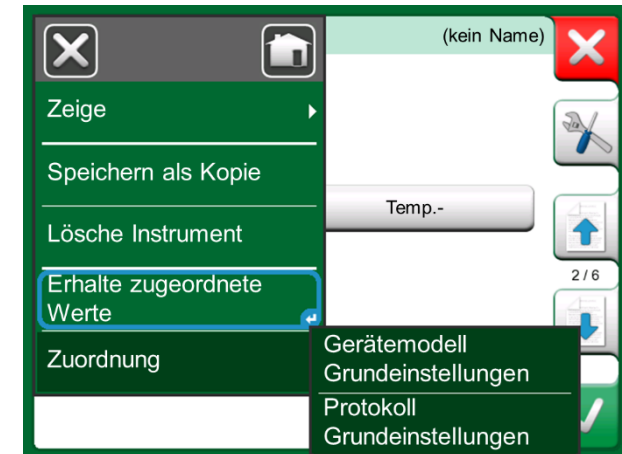 (kein Name)
Zeige
Speichern als Kopie
Temp.-
Lösche Instrument
2 / 6
Erhalte zugeordnete
Werte
Zuordnung
Gerätemodell
Grundeinstellungen
Protokoll
Grundeinstellungen